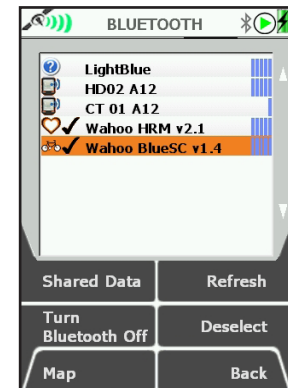 BLUETOOTH
LightBlue
HD02 A12
CT 01 A12
Wahoo HRM v2.1
Wahoo BlueSC v1.4
Shared Data
Refresh
Turn
Bluetooth Off
Deselect
Map
Back